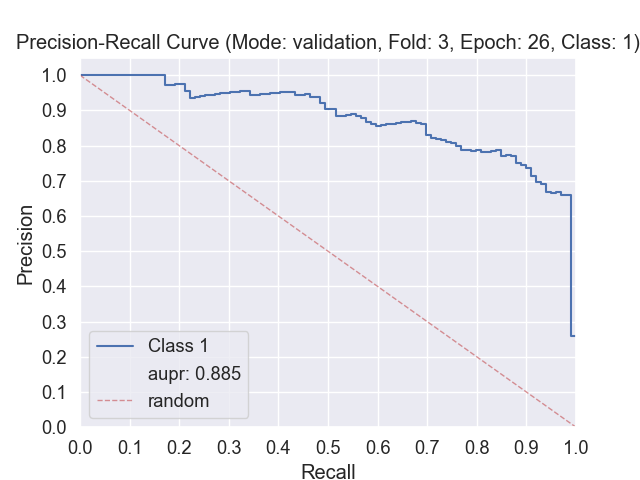 Precision-Recall Curve (Mode: validation, Fold: 3, Epoch: 26, Class: 1)
1.0
0.9
0.8
0.7
0.6
0.5
0.4
0.3
0.2
0.1
0.0
Precision
Class 1
aupr: 0.885
random
0.0 0.1 0.2 0.3 0.4 0.5 0.6 0.7 0.8 0.9 1.0
Recall